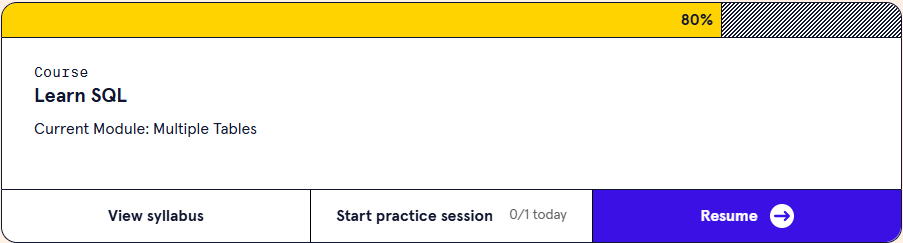 80%
Course
Learn SQL
Current Module: Multiple Tables
View syllabus
Start practice session 0/1 today
Resume